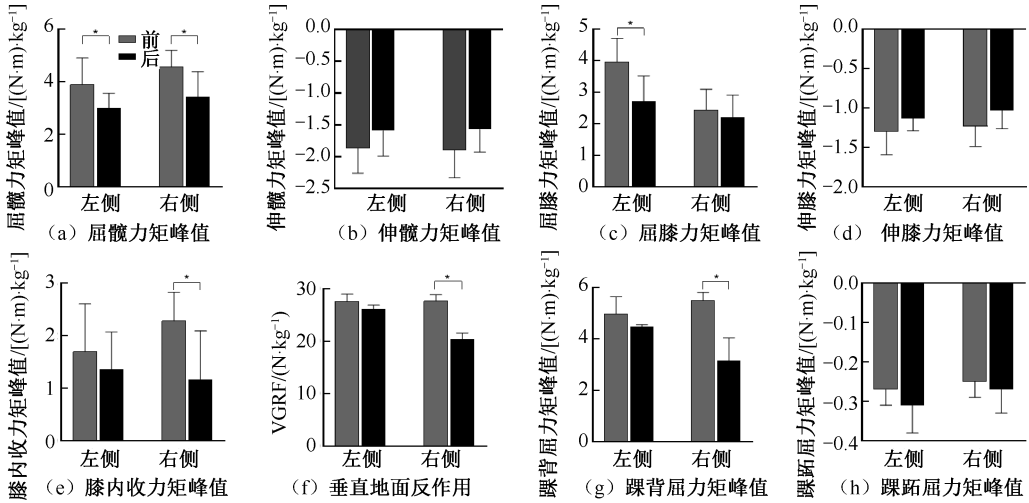 屈髋力矩峰值/[(N·m)·kg⁻¹]
6
4
2
0
*
*
前
后
左侧 右侧
(a) 屈髋力矩峰值
伸髋力矩峰值/[(N·m)·kg⁻¹]
0.0
−0.5
−1.0
−1.5
−2.0
−2.5
左侧 右侧
(b) 伸髋力矩峰值
屈膝力矩峰值/[(N·m)·kg⁻¹]
5
4
3
2
1
0
*
左侧 右侧
(c) 屈膝力矩峰值
伸膝力矩峰值/[(N·m)·kg⁻¹]
0.0
−0.5
−1.0
−1.5
−2.0
左侧 右侧
(d) 伸膝力矩峰值
膝内收力矩峰值/[(N·m)·kg⁻¹]
3
2
1
0
*
左侧 右侧
(e) 膝内收力矩峰值
VGRF/(N·kg⁻¹)
30
20
10
0
*
左侧 右侧
(f) 垂直地面反作用
踝背屈力矩峰值/[(N·m)·kg⁻¹]
6
4
2
0
*
左侧 右侧
(g) 踝背屈力矩峰值
踝跖屈力矩峰值/[(N·m)·kg⁻¹]
0.0
−0.1
−0.2
−0.3
−0.4
左侧 右侧
(h) 踝跖屈力矩峰值